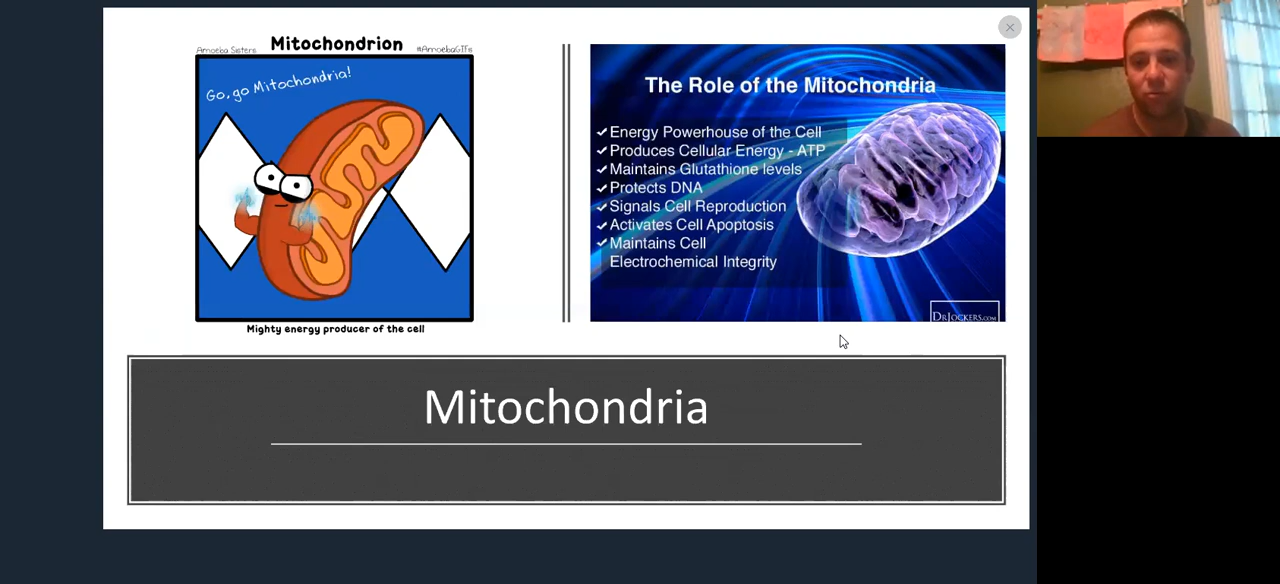 Amoeba Sisters Mitochondrion #AmoebaGIFs
Go, go Mitochondria!
Mighty energy producer of the cell
The Role of the Mitochondria
Energy Powerhouse of the Cell
Produces Cellular Energy - ATP
Maintains Glutathione levels
Protects DNA
Signals Cell Reproduction
Activates Cell Apoptosis
Maintains Cell
Electrochemical Integrity
DRJOCKERS.COM
Mitochondria